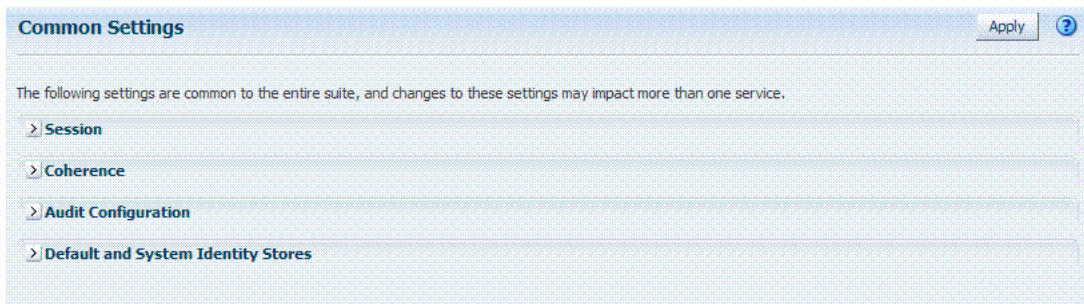 Common Settings
Apply
?
The following settings are common to the entire suite, and changes to these settings may impact more than one service.
> Session
> Coherence
> Audit Configuration
> Default and System Identity Stores